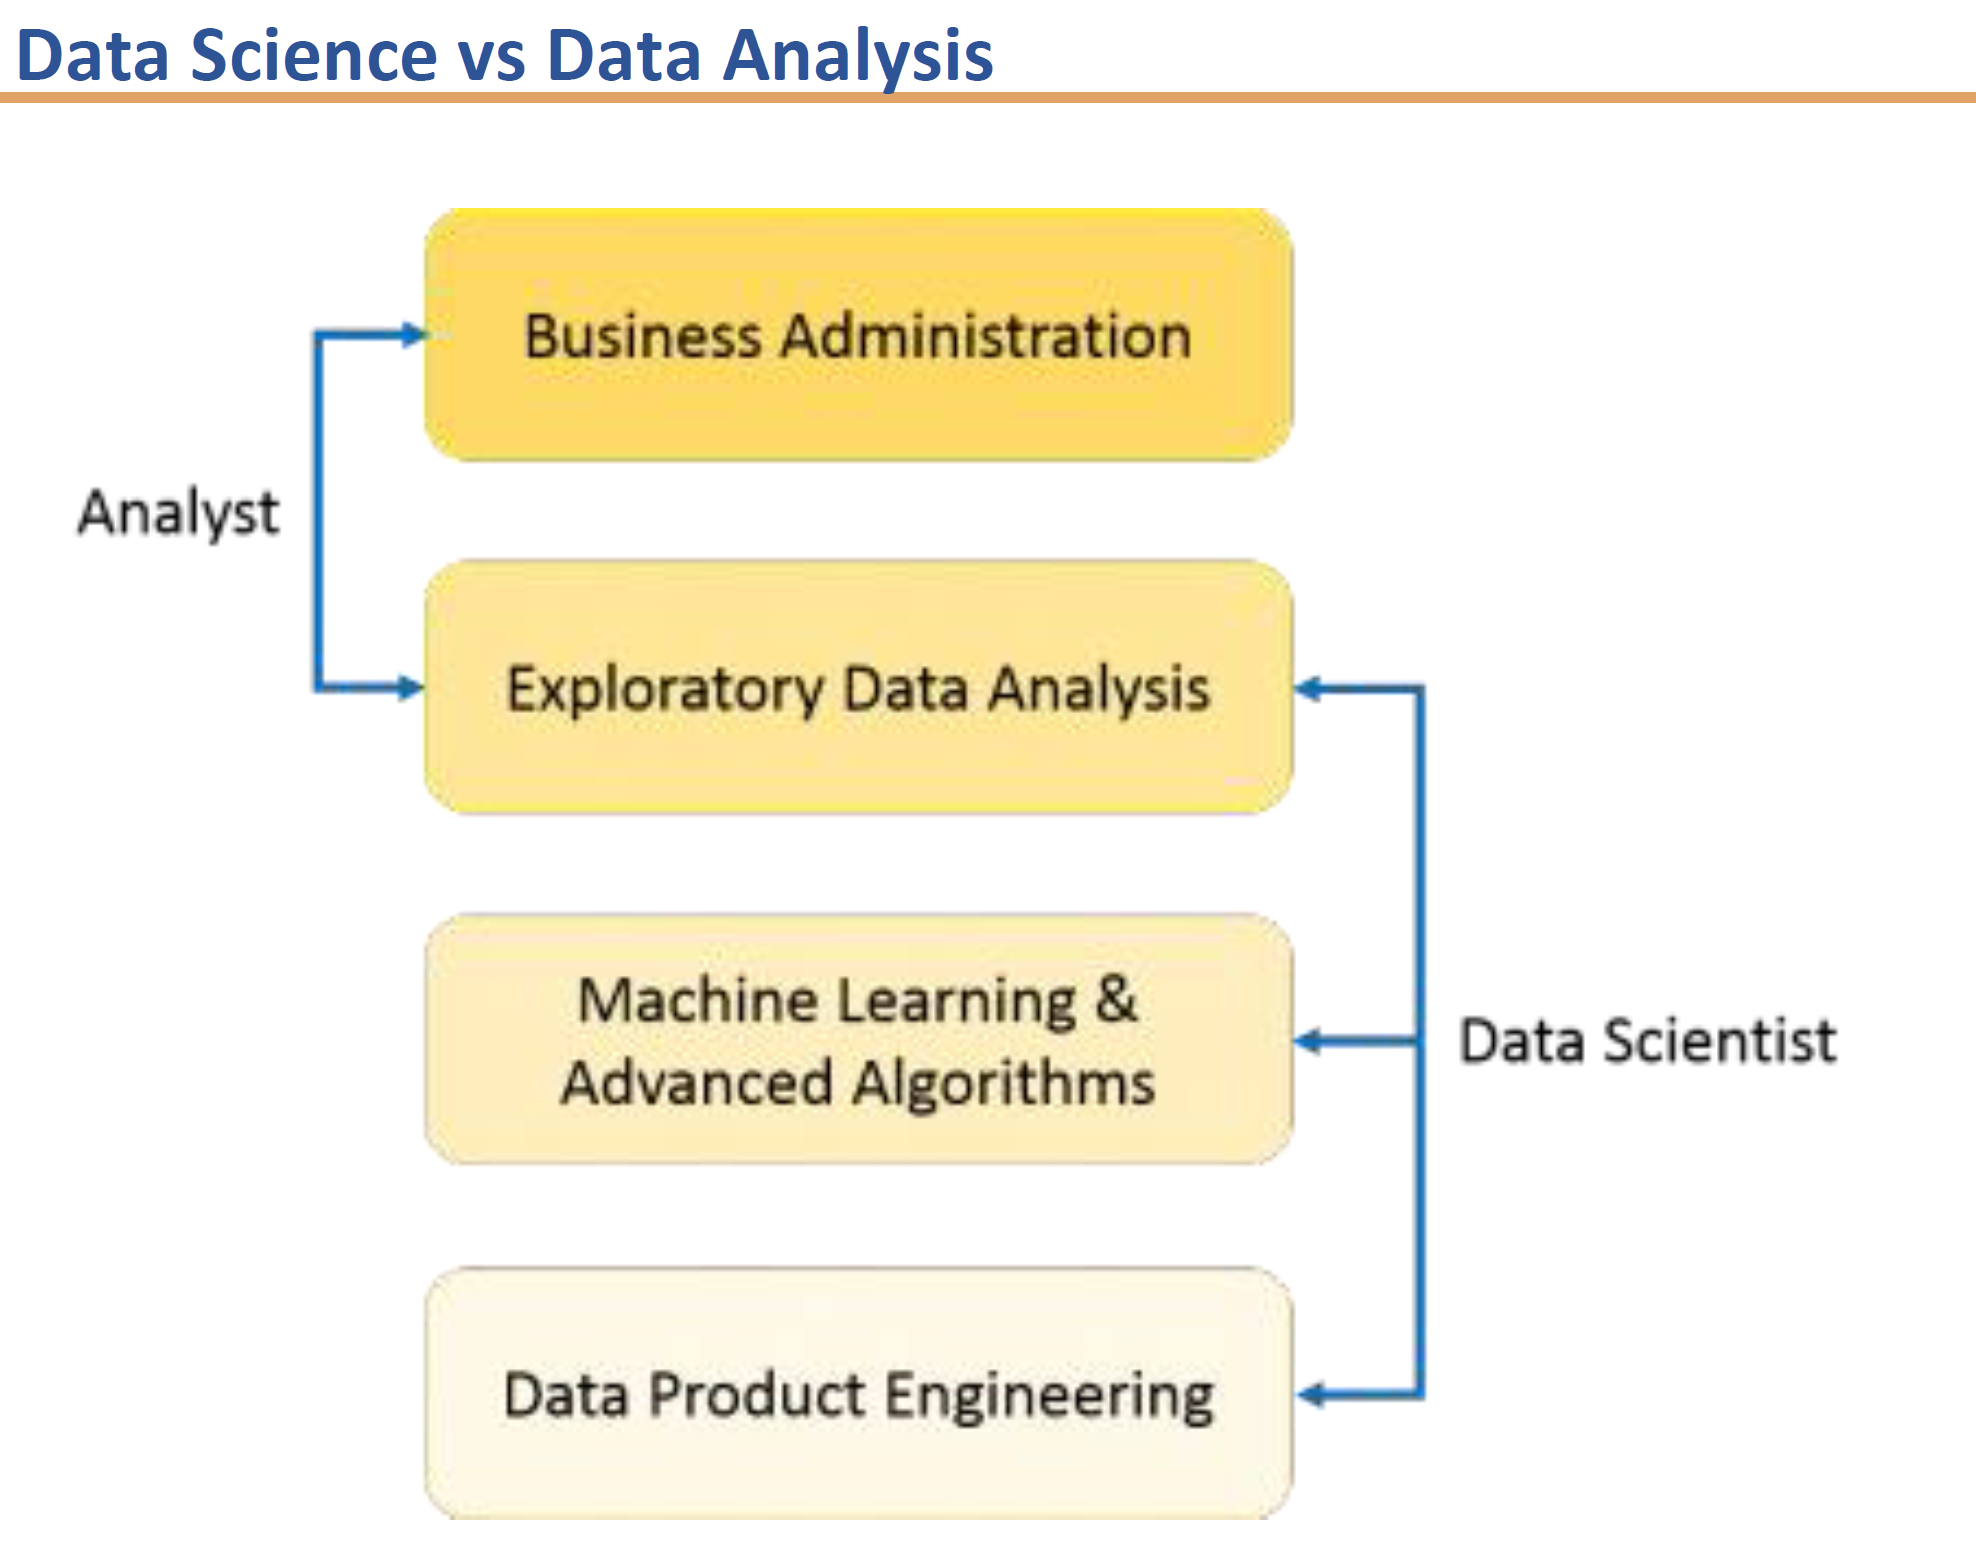 Data Science vs Data Analysis
Business Administration
Analyst
Exploratory Data Analysis
Machine Learning &
Advanced Algorithms
Data Scientist
Data Product Engineering